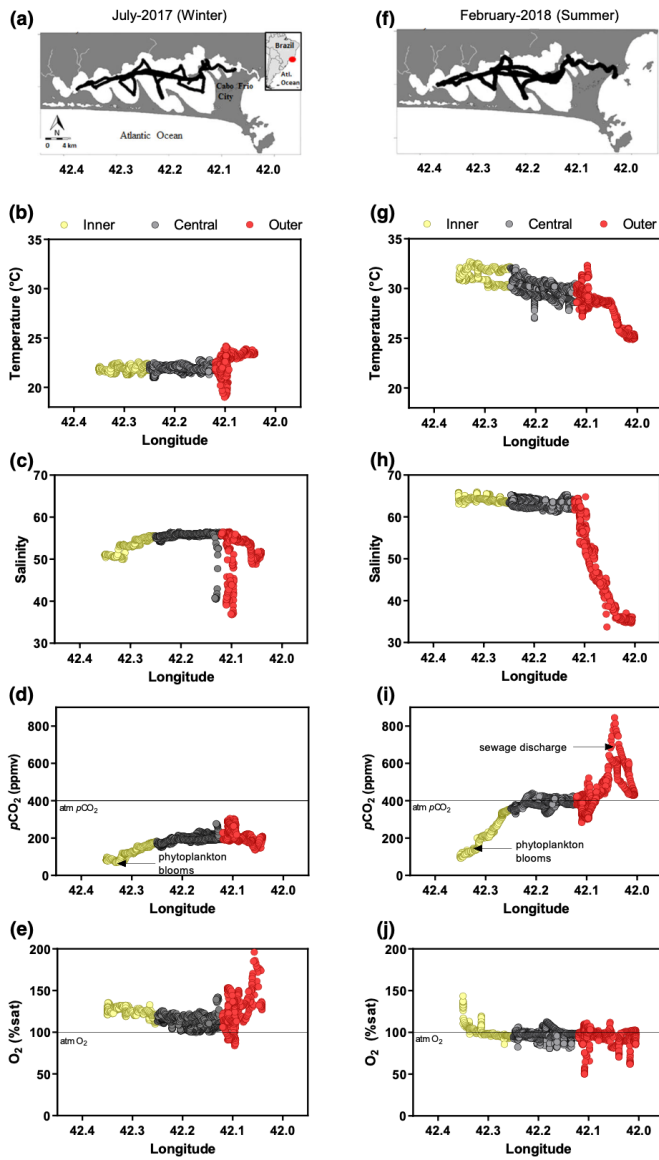 (a) July-2017 (Winter)
Brazil
Atl.
Ocean
Cabo Frio
City
N
0 4 km
Atlantic Ocean
42.4 42.3 42.2 42.1 42.0
(f) February-2018 (Summer)
42.4 42.3 42.2 42.1 42.0
(b) Inner Central Outer
Temperature (°C)
35
30
25
20
42.4 42.3 42.2 42.1 42.0
Longitude
(g) Inner Central Outer
Temperature (°C)
35
30
25
20
42.4 42.3 42.2 42.1 42.0
Longitude
(c)
Salinity
70
60
50
40
30
42.4 42.3 42.2 42.1 42.0
Longitude
(h)
Salinity
70
60
50
40
30
42.4 42.3 42.2 42.1 42.0
Longitude
(d)
pCO2 (ppmv)
800
600
400
200
0
atm pCO2
phytoplankton
blooms
42.4 42.3 42.2 42.1 42.0
Longitude
(i)
pCO2 (ppmv)
800
600
400
200
0
sewage discharge
atm pCO2
phytoplankton
blooms
42.4 42.3 42.2 42.1 42.0
Longitude
(e)
O2 (%sat)
200
150
100
50
0
atm O2
42.4 42.3 42.2 42.1 42.0
Longitude
(j)
O2 (%sat)
200
150
100
50
0
atm O2
42.4 42.3 42.2 42.1 42.0
Longitude